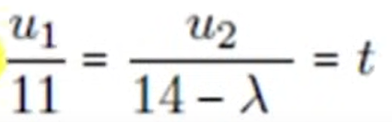 u₁/11 = u₂/(14 − λ) = t